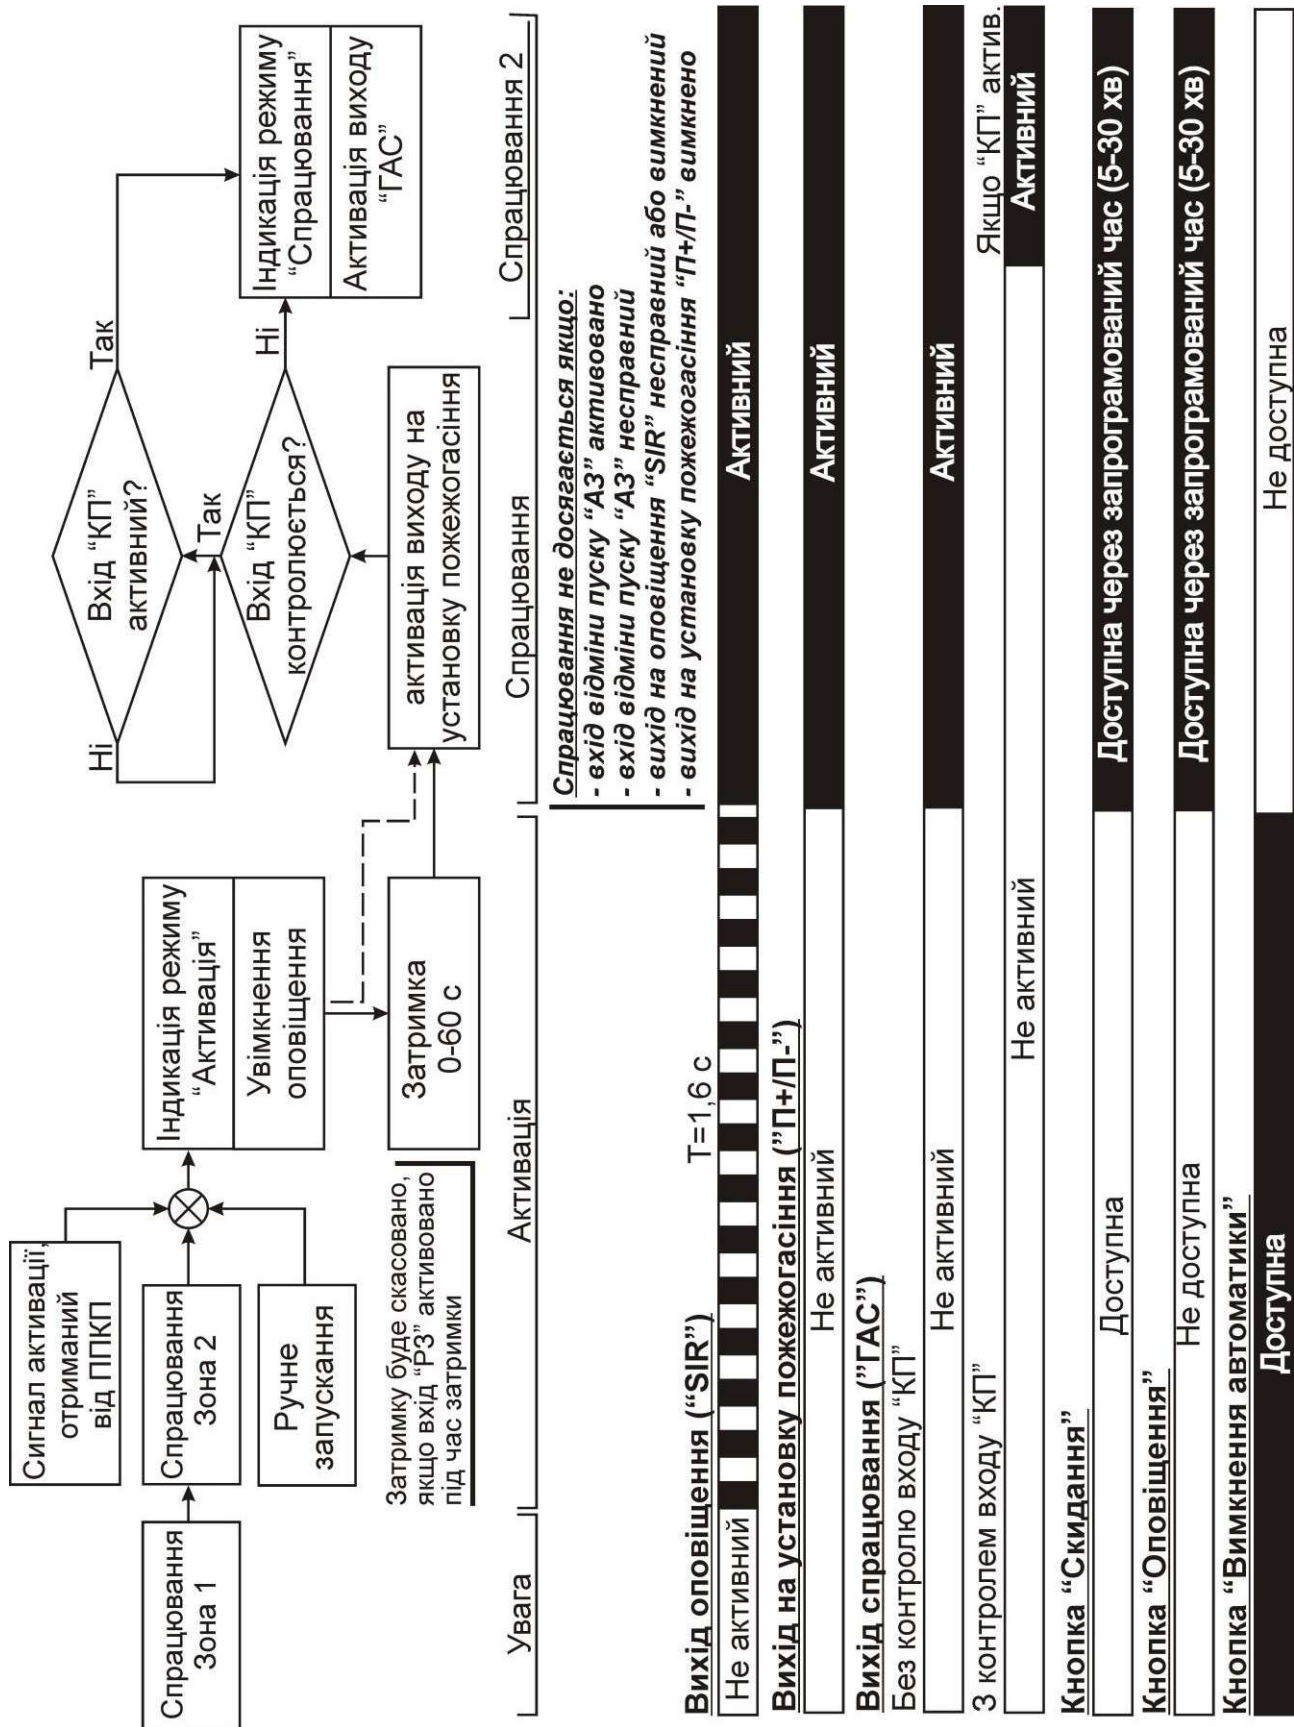 Спрацювання
Зона 1
Сигнал активації,
отриманий
від ППКП
Спрацювання
Зона 2
Ручне
запускання
Індикація режиму
“Активація”
Увімкнення
оповіщення
Затримка
0-60 с
Затримку буде скасовано,
якщо вхід “РЗ” активовано
під час затримки
Ні
Вхід “КП”
активний?
Так
Так
Вхід “КП”
контролюється?
Ні
активація виходу на
установку пожежогасіння
Індикація режиму
“Спрацювання”
Активація виходу
“ГАС”
Увага
Активація
Спрацювання
Спрацювання 2
Спрацювання не досягається якщо:
- вхід відміни пуску “АЗ” активовано
- вхід відміни пуску “АЗ” несправний
- вихід на оповіщення “SIR” несправний або вимкнений
- вихід на установку пожежогасіння “П+/П-” вимкнено
Вихід оповіщення (“SIR”)
T=1,6 с
Не активний
Активний
Вихід на установку пожежогасіння (”П+/П-”)
Не активний
Активний
Вихід спрацювання (”ГАС”)
Без контролю входу “КП”
Не активний
Активний
З контролем входу “КП”
Якщо “КП” актив.
Не активний
Активний
Кнопка “Скидання”
Доступна
Доступна через запрограмований час (5-30 хв)
Кнопка “Оповіщення”
Не доступна
Доступна через запрограмований час (5-30 хв)
Кнопка “Вимкнення автоматики”
Доступна
Не доступна